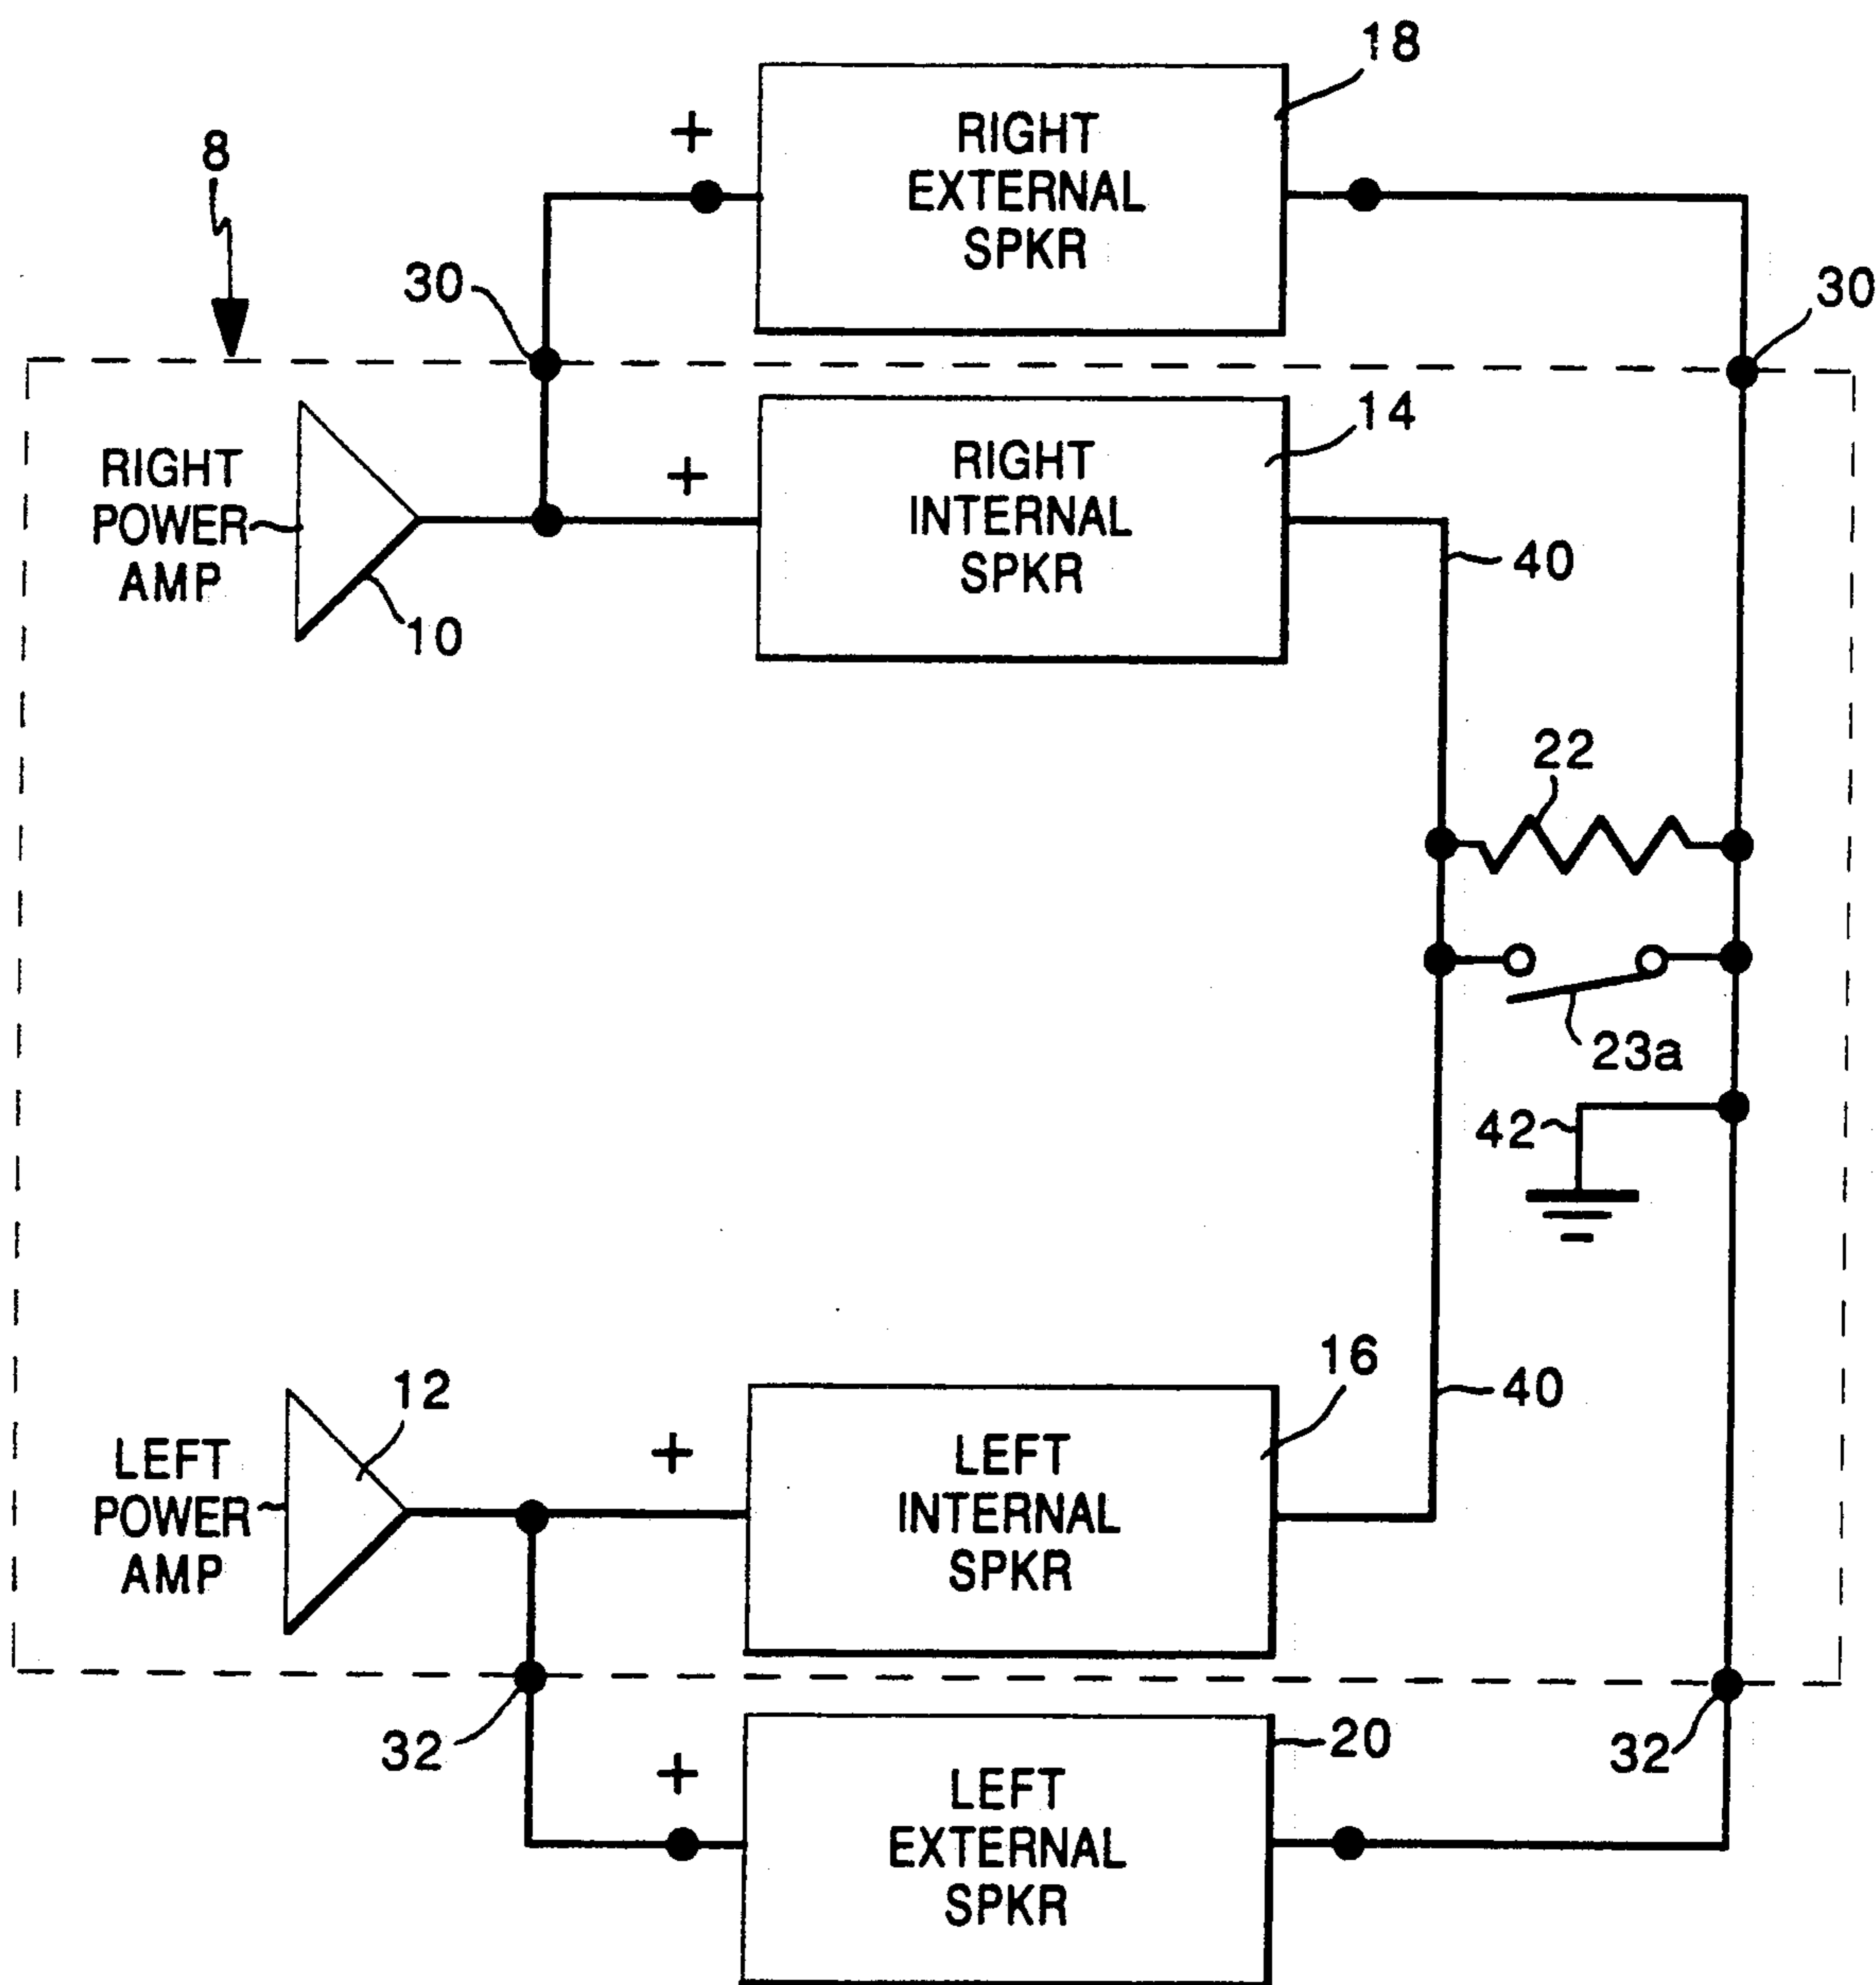 18
+
RIGHT
EXTERNAL
SPKR
8
30
30
14
+
RIGHT
INTERNAL
SPKR
RIGHT
POWER
AMP
10
40
22
23a
42
16
40
12
+
LEFT
INTERNAL
SPKR
LEFT
POWER
AMP
32
20
32
+
LEFT
EXTERNAL
SPKR